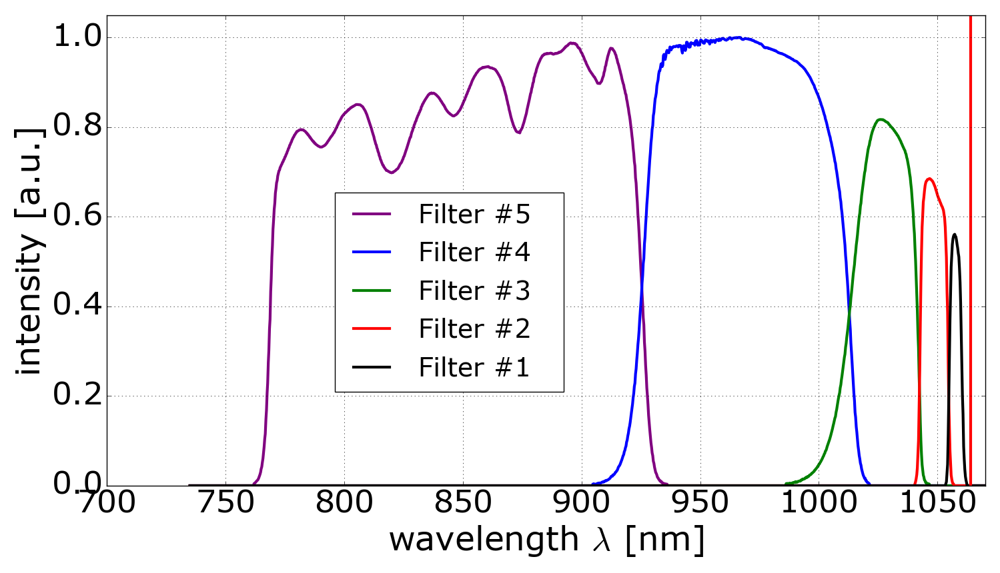 1.0
0.8
0.6
0.4
0.2
0.0
intensity [a.u.]
Filter #5
Filter #4
Filter #3
Filter #2
Filter #1
700 750 800 850 900 950 1000 1050
wavelength λ [nm]